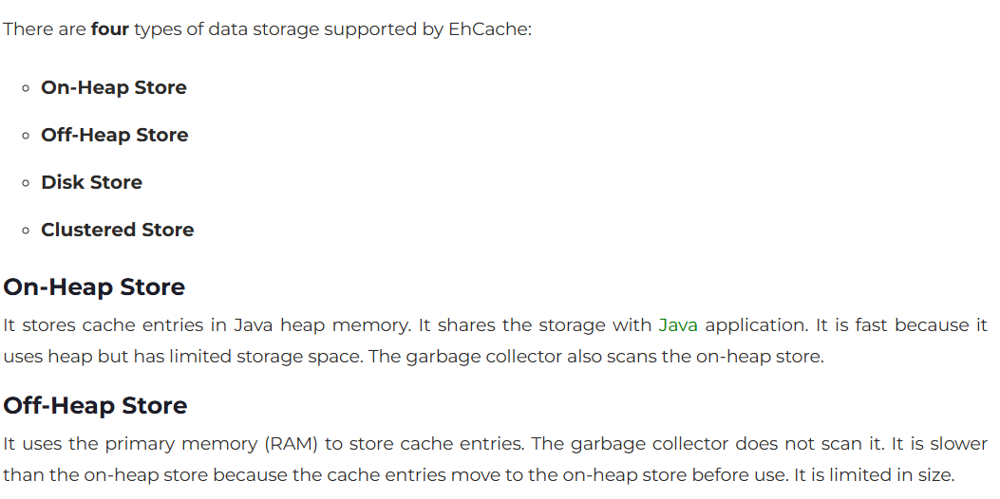 There are four types of data storage supported by EhCache:
On-Heap Store
Off-Heap Store
Disk Store
Clustered Store
On-Heap Store
It stores cache entries in Java heap memory. It shares the storage with Java application. It is fast because it
uses heap but has limited storage space. The garbage collector also scans the on-heap store.
Off-Heap Store
It uses the primary memory (RAM) to store cache entries. The garbage collector does not scan it. It is slower
than the on-heap store because the cache entries move to the on-heap store before use. It is limited in size.